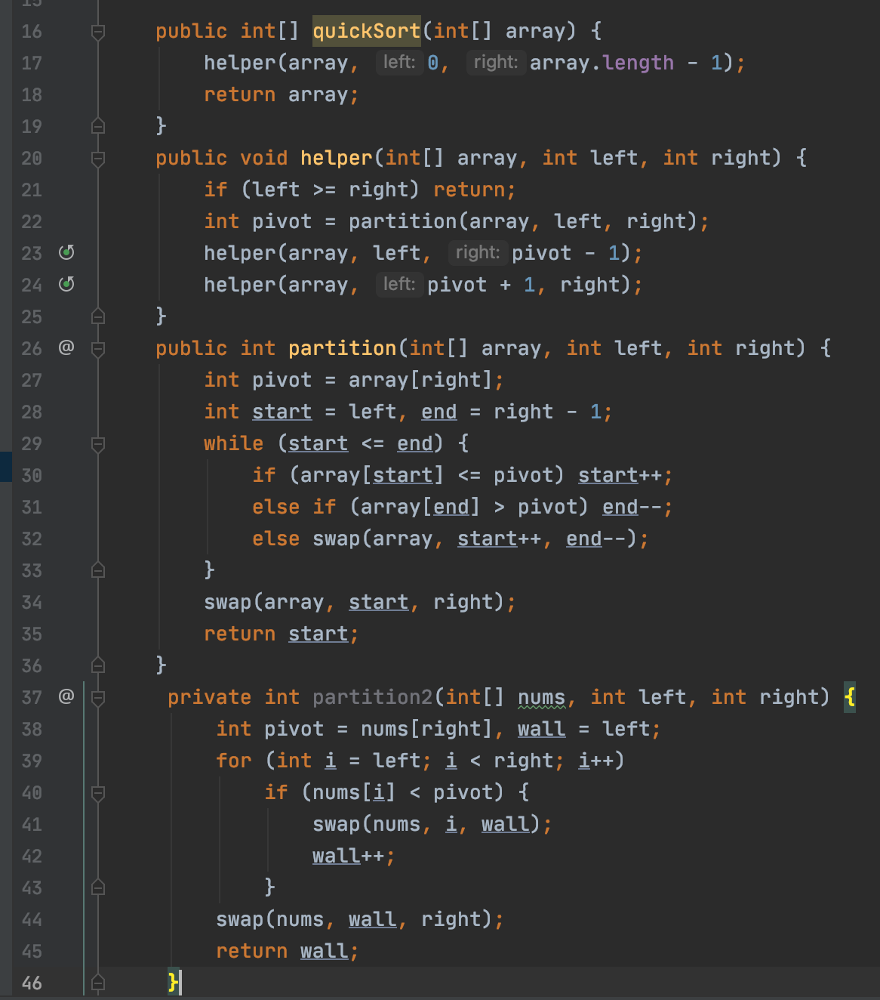 15
16 public int[] quickSort(int[] array) {
17 helper(array, left: 0, right: array.length - 1);
18 return array;
19 }
20 public void helper(int[] array, int left, int right) {
21 if (left >= right) return;
22 int pivot = partition(array, left, right);
23 helper(array, left, right: pivot - 1);
24 helper(array, left: pivot + 1, right);
25 }
26 @ public int partition(int[] array, int left, int right) {
27 int pivot = array[right];
28 int start = left, end = right - 1;
29 while (start <= end) {
30 if (array[start] <= pivot) start++;
31 else if (array[end] > pivot) end--;
32 else swap(array, start++, end--);
33 }
34 swap(array, start, right);
35 return start;
36 }
37 @ private int partition2(int[] nums, int left, int right) {
38 int pivot = nums[right], wall = left;
39 for (int i = left; i < right; i++)
40 if (nums[i] < pivot) {
41 swap(nums, i, wall);
42 wall++;
43 }
44 swap(nums, wall, right);
45 return wall;
46 }